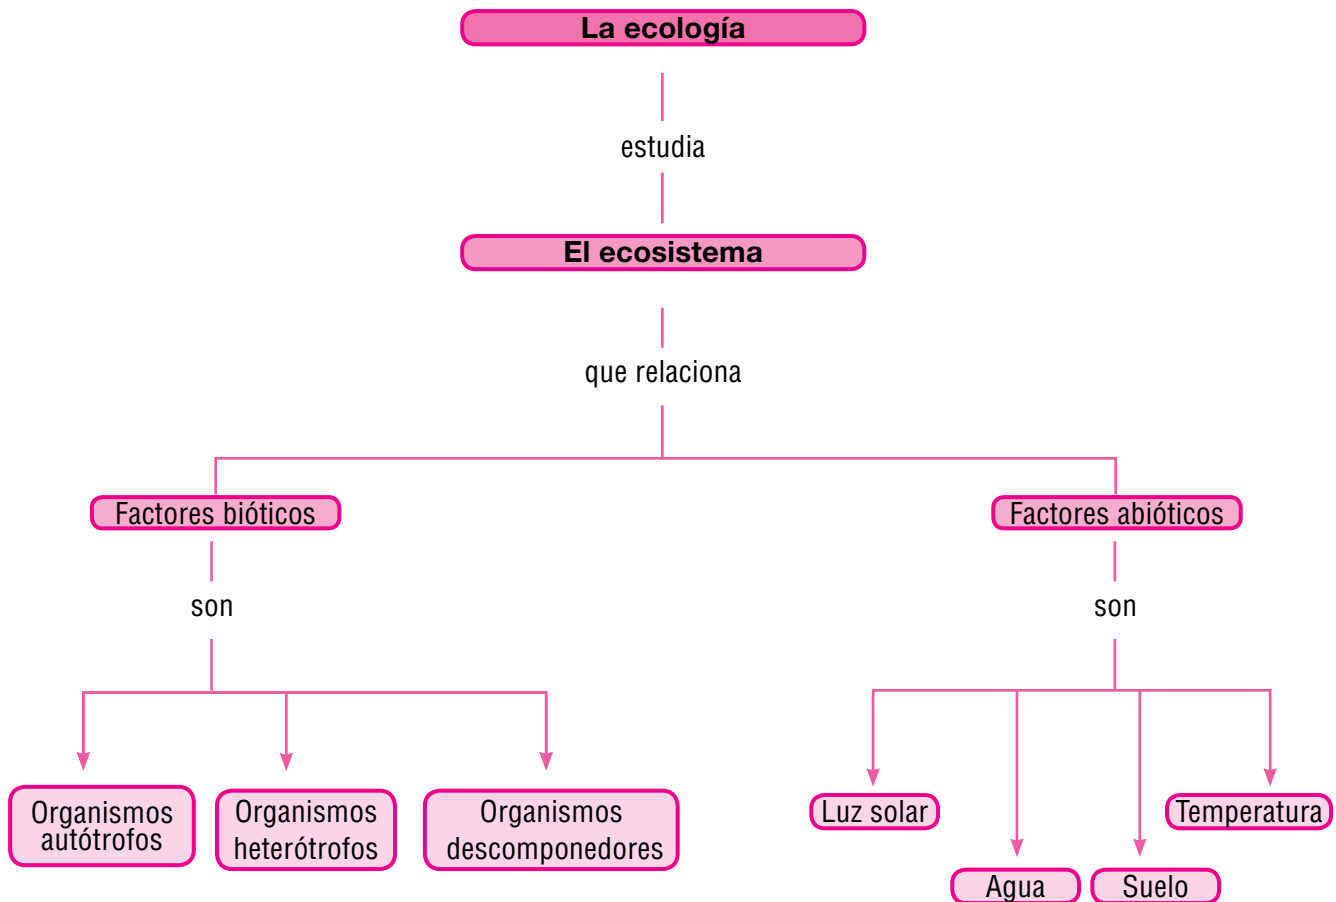 La ecología
estudia
El ecosistema
que relaciona
Factores bióticos
Factores abióticos
son
son
Organismos
autótrofos
Organismos
heterótrofos
Organismos
descomponedores
Luz solar
Temperatura
Agua
Suelo